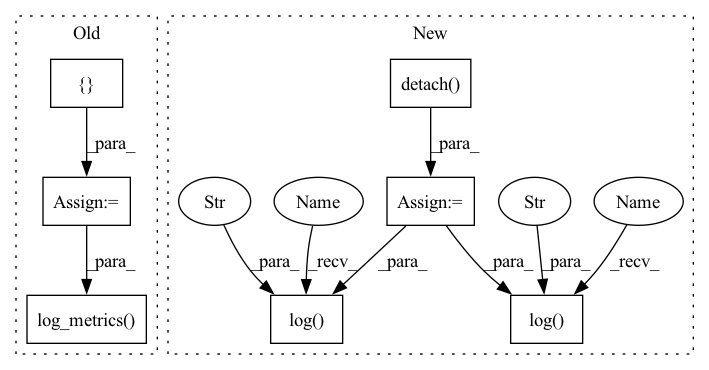 Old
New
{}
detach()
_para_
_para_
Assign:=
Str
Name
Assign:=
Str
Name
_para_
_para_
_recv_
_para_
_para_
_para_
_recv_
log_metrics()
log()
log()